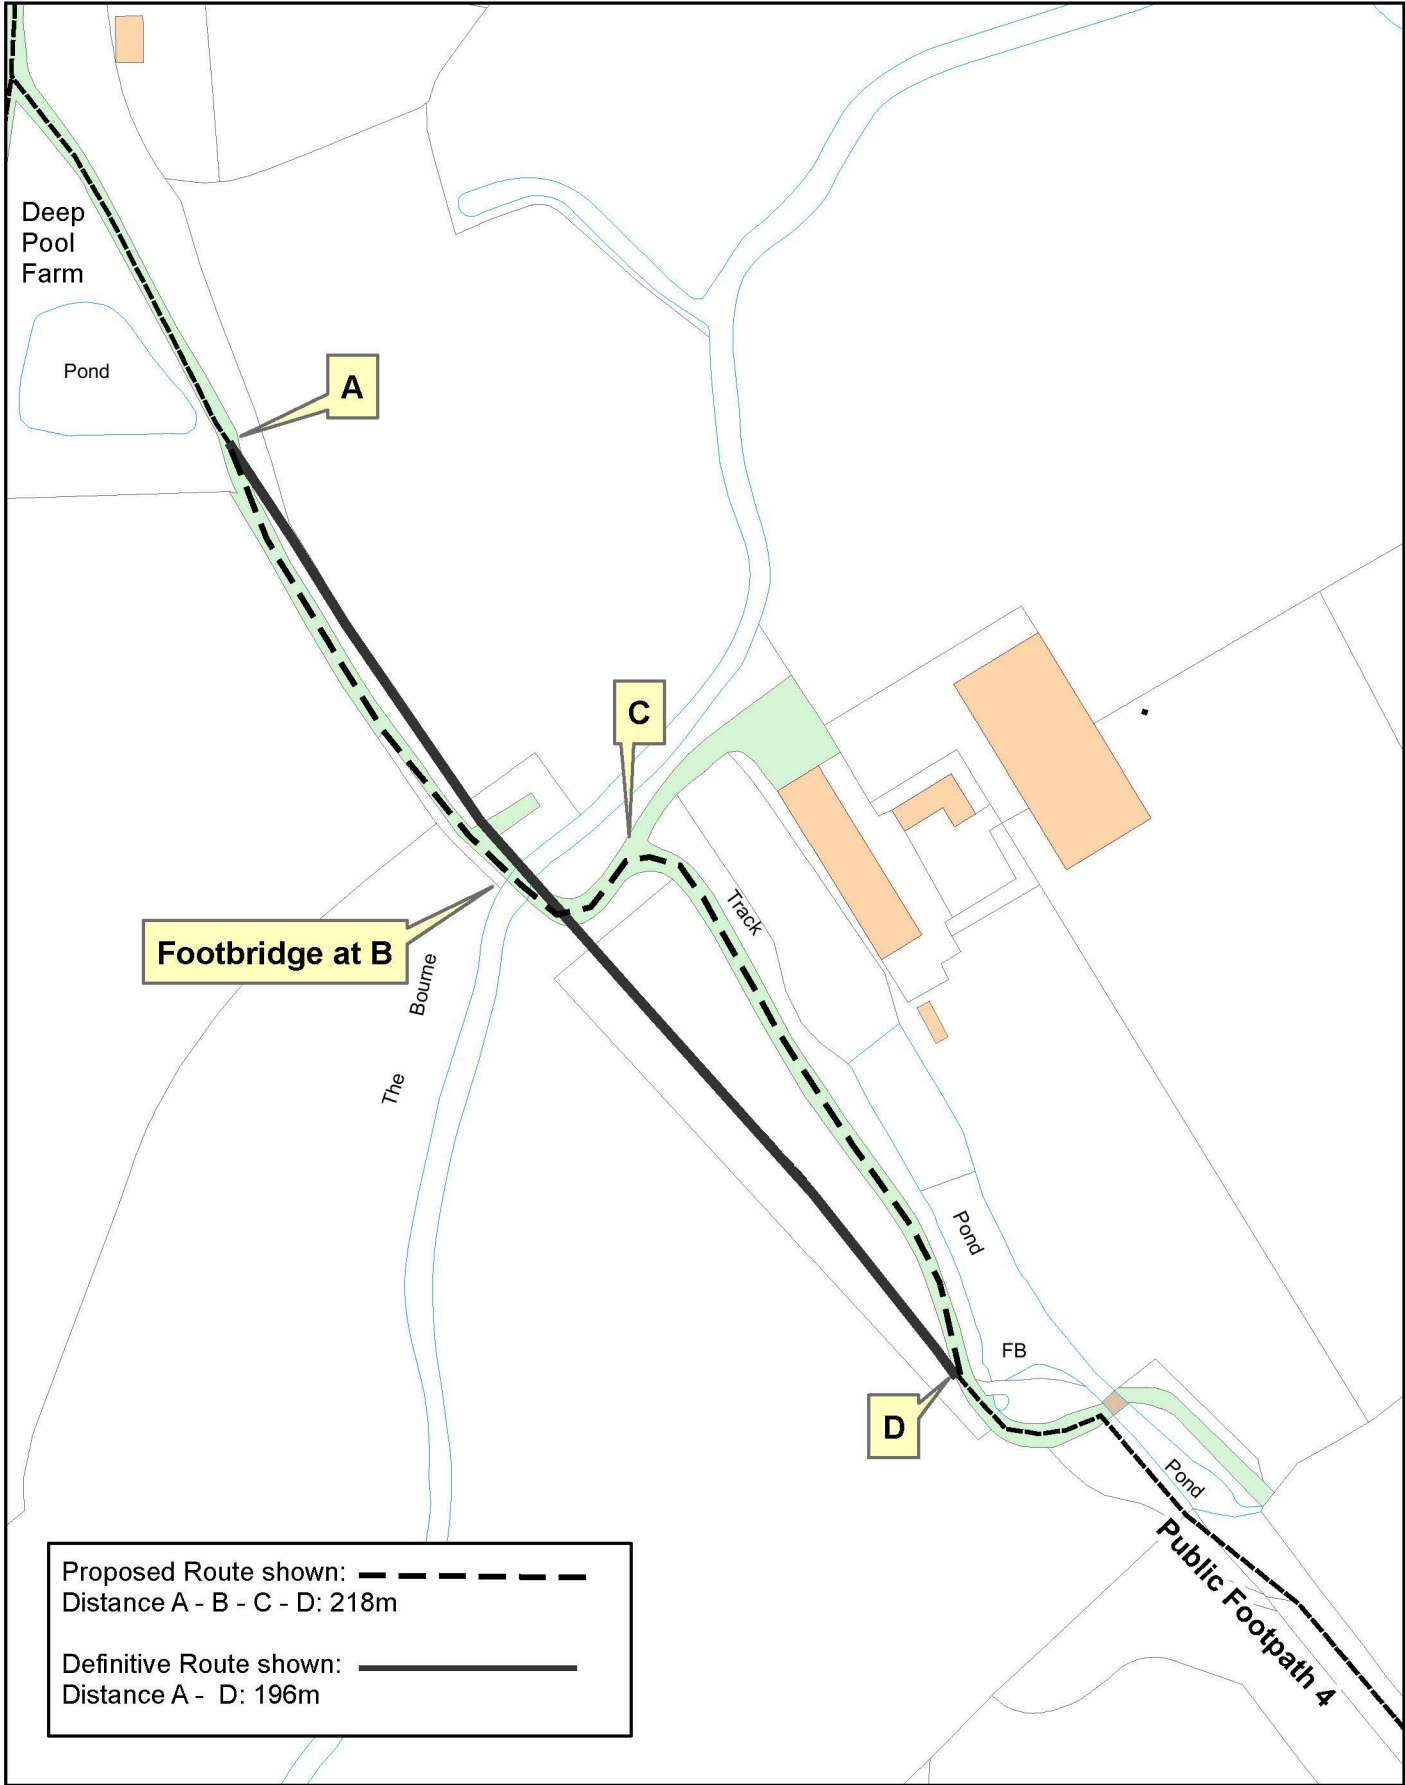 Deep
Pool
Farm
Pond
A
C
Track
Footbridge at B
Bourne
The
Pond
FB
D
Pond
Public Footpath 4
Proposed Route shown:
Distance A - B - C - D: 218m
Definitive Route shown:
Distance A - D: 196m